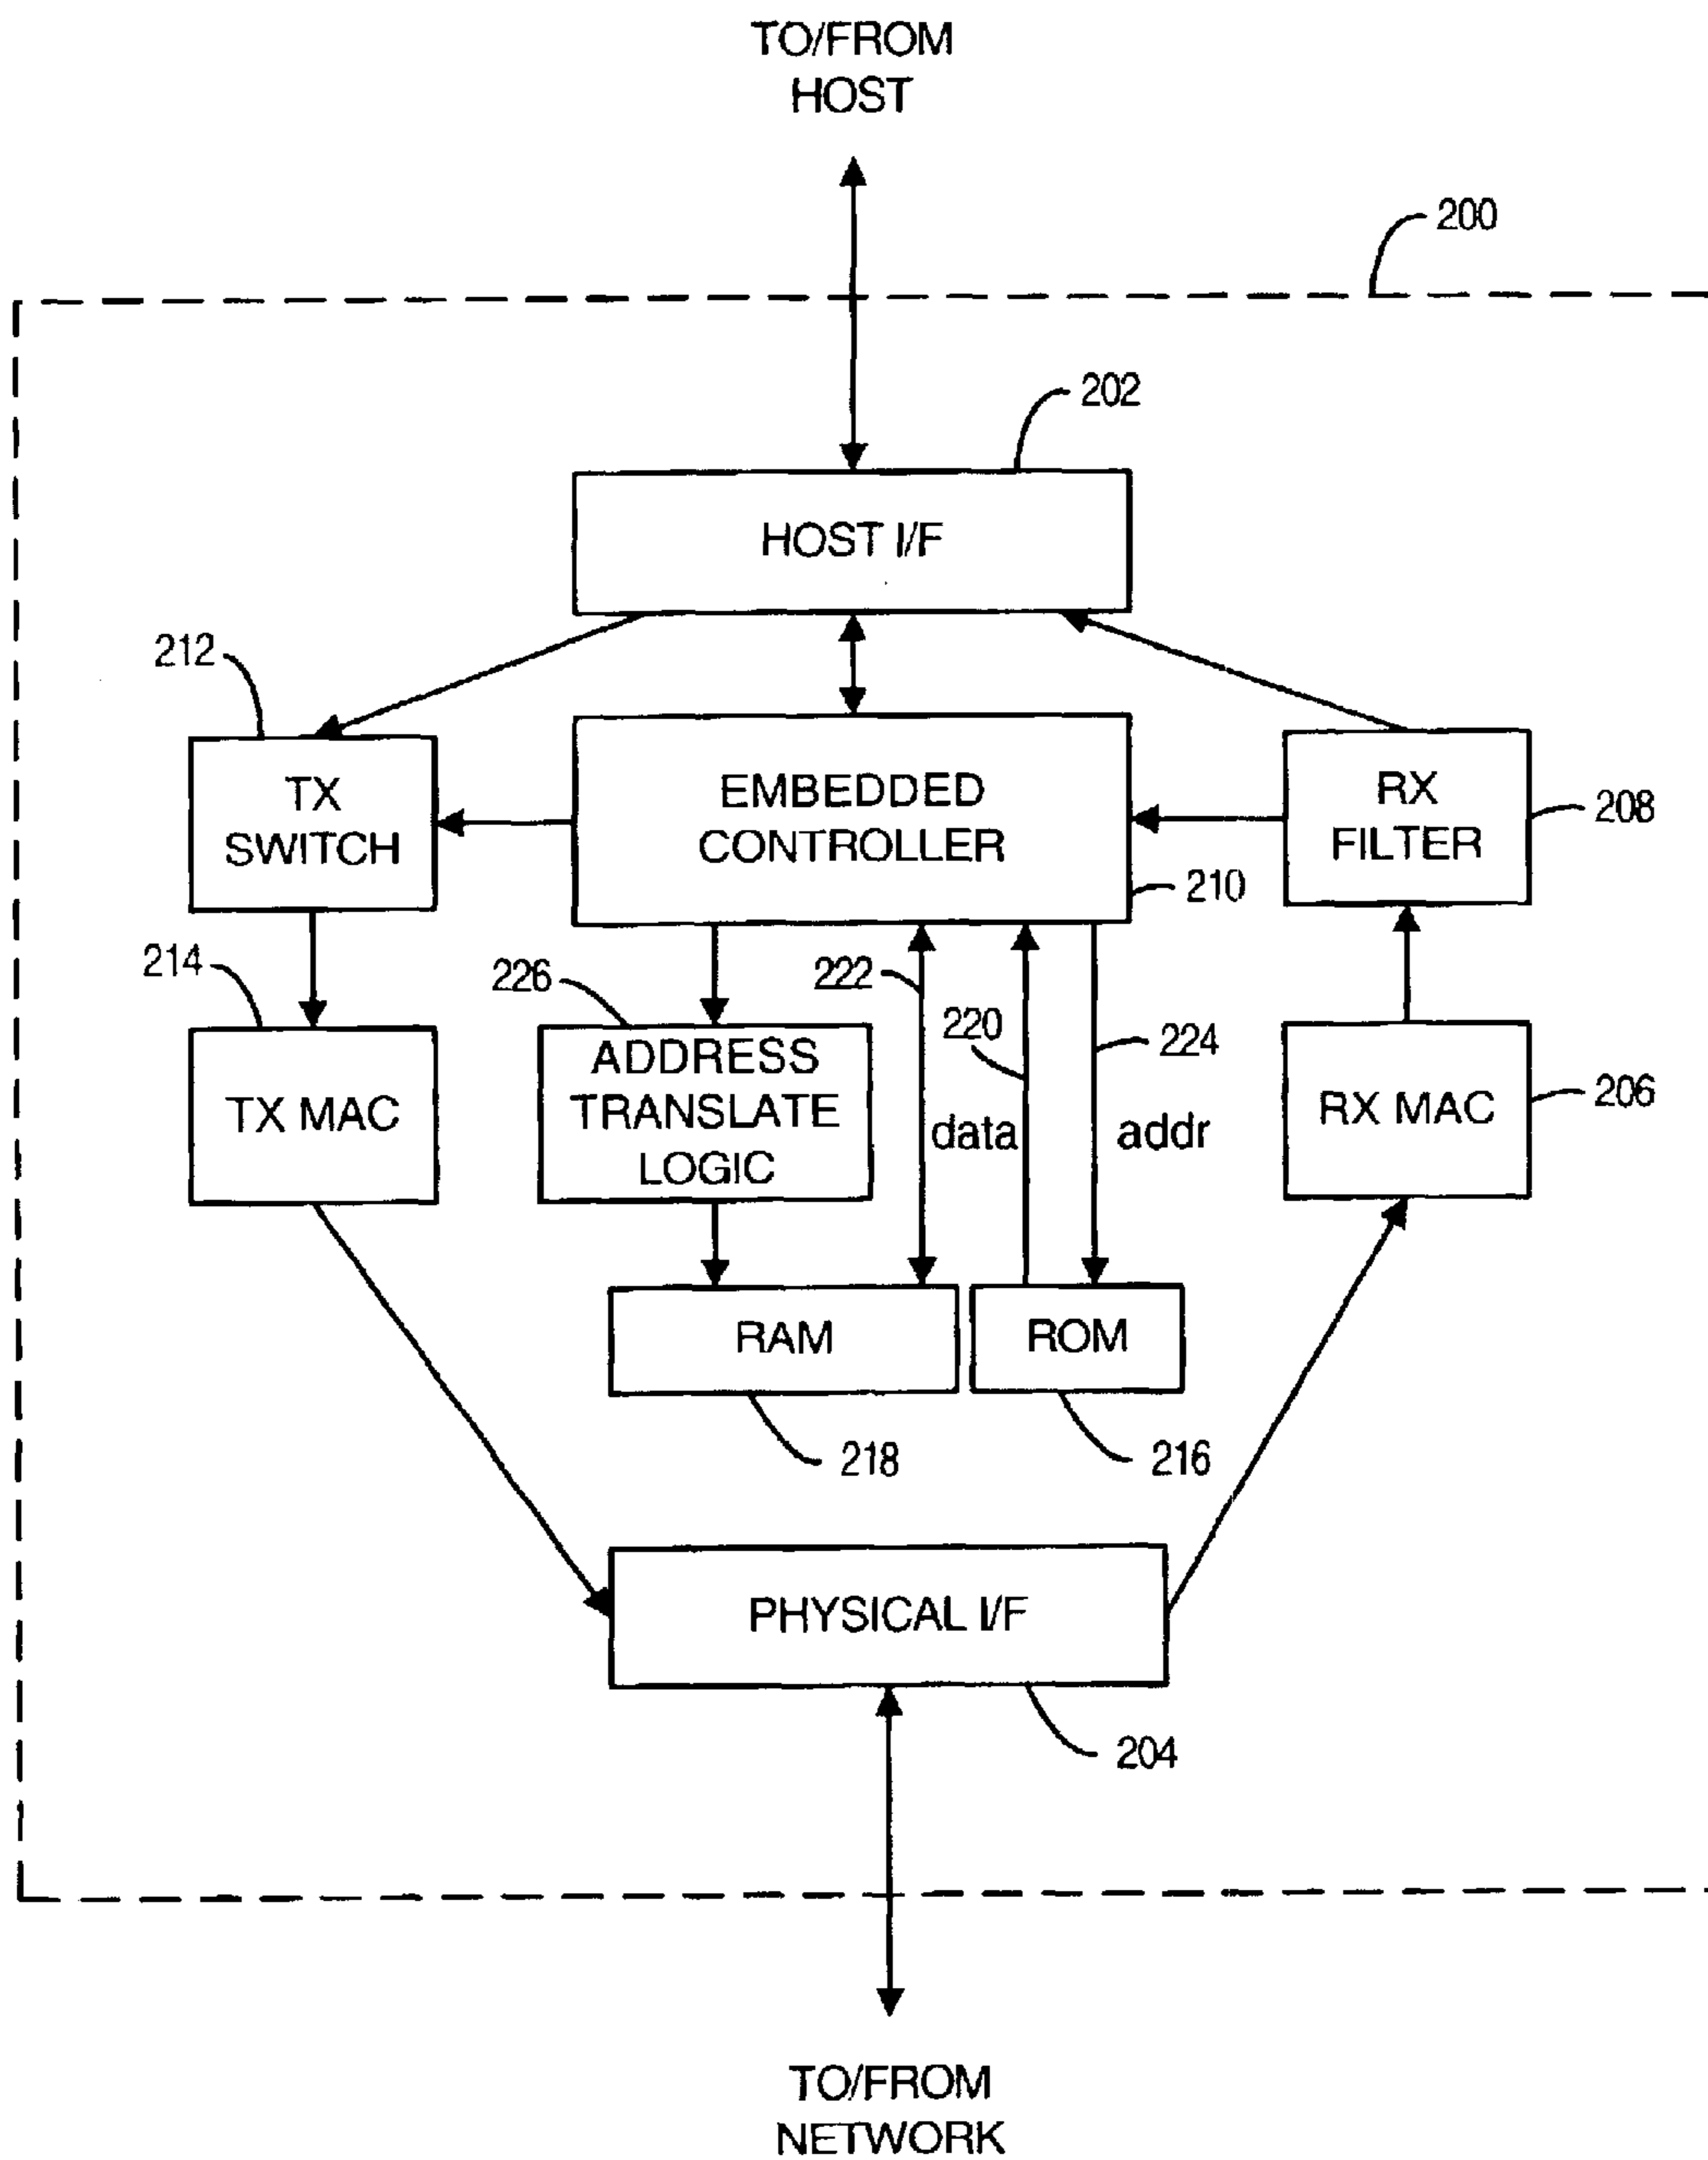 TO/FROM
HOST
200
202
HOST I/F
212
TX
SWITCH
EMBEDDED
CONTROLLER
210
RX
FILTER
208
214
TX MAC
226
ADDRESS
TRANSLATE
LOGIC
222
220
data
224
addr
RX MAC
206
RAM
ROM
218
216
PHYSICAL I/F
204
TO/FROM
NETWORK